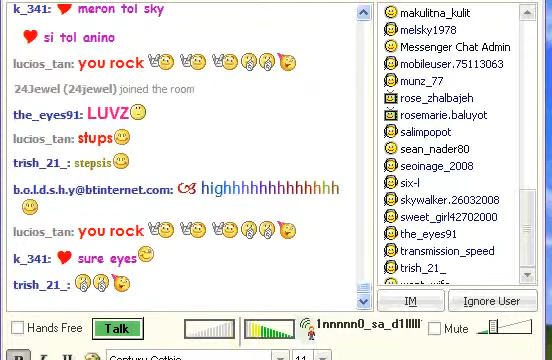 k_341: meron tol sky
si tol anino
lucios_tan: you rock
24Jewel (24jewel) joined the room
the_eyes91: LUVZ
lucios_tan: stups
trish_21_: stepsis
b.o.l.d.s.h.y@btinternet.com: highhhhhhhhhhhhhh
lucios_tan: you rock
k_341: sure eyes
trish_21_:
makulitna_kulit
melsky1978
Messenger Chat Admin
mobileuser.75113063
munz_77
rose_zhalbajeh
rosemarie.baluyot
salimpopot
sean_nader80
seoinage_2008
six-l
skywalker.26032008
sweet_girl42702000
the_eyes91
transmission_speed
trish_21_
IM Ignore User
Hands Free Talk Mute
B I U Century Gothic 11